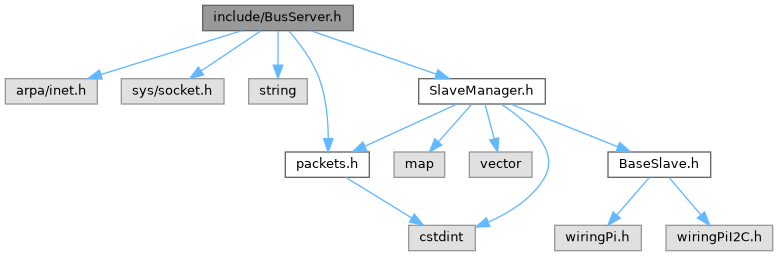 include/BusServer.h
arpa/inet.h
sys/socket.h
string
SlaveManager.h
packets.h
map
vector
BaseSlave.h
cstdint
wiringPi.h
wiringPiI2C.h